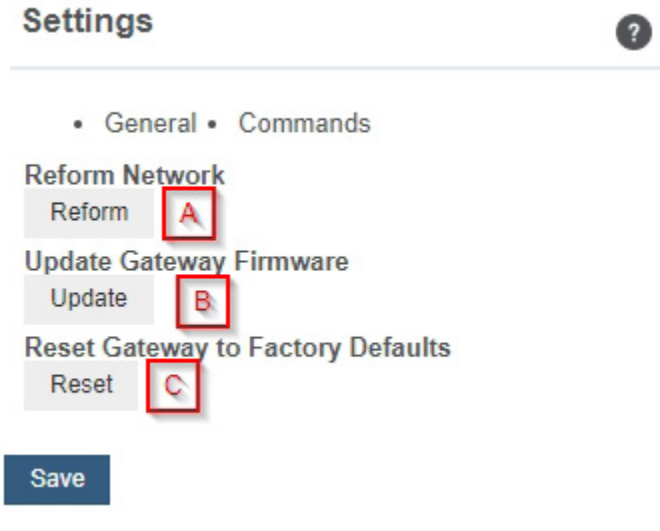 Settings
?
• General • Commands
Reform Network
Reform A
Update Gateway Firmware
Update B
Reset Gateway to Factory Defaults
Reset C
Save